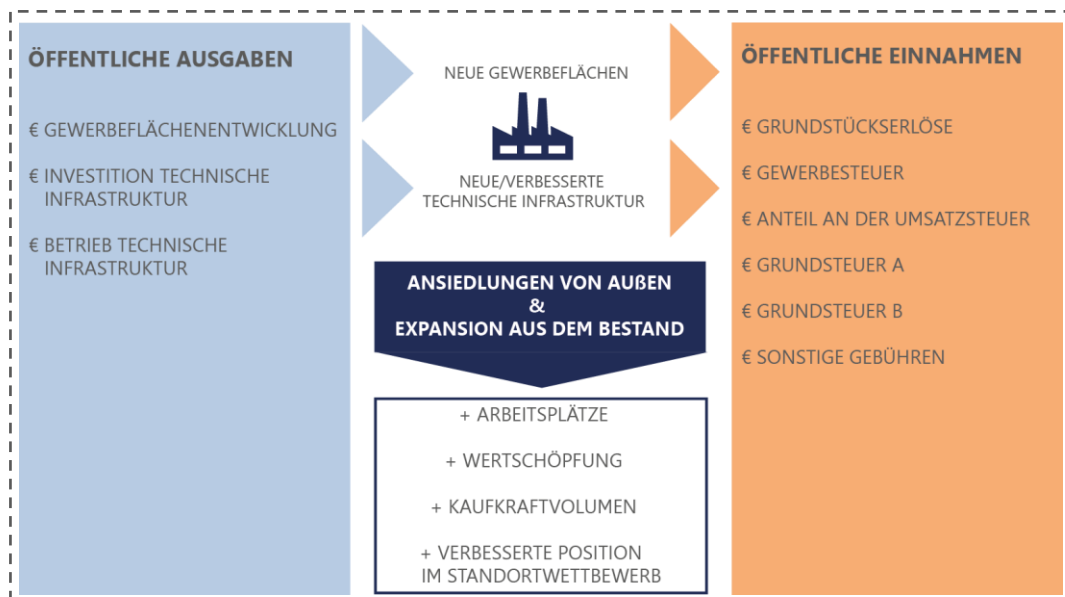 ÖFFENTLICHE AUSGABEN
€ GEWERBEFLÄCHENENTWICKLUNG
€ INVESTITION TECHNISCHE
INFRASTRUKTUR
€ BETRIEB TECHNISCHE
INFRASTRUKTUR
NEUE GEWERBEFLÄCHEN
NEUE/VERBESSERTE
TECHNISCHE INFRASTRUKTUR
ANSIEDLUNGEN VON AUßEN
&
EXPANSION AUS DEM BESTAND
+ ARBEITSPLÄTZE
+ WERTSCHÖPFUNG
+ KAUFKRAFTVOLUMEN
+ VERBESSERTE POSITION
IM STANDORTWETTBEWERB
ÖFFENTLICHE EINNAHMEN
€ GRUNDSTÜCKSERLÖSE
€ GEWERBESTEUER
€ ANTEIL AN DER UMSATZSTEUER
€ GRUNDSTEUER A
€ GRUNDSTEUER B
€ SONSTIGE GEBÜHREN